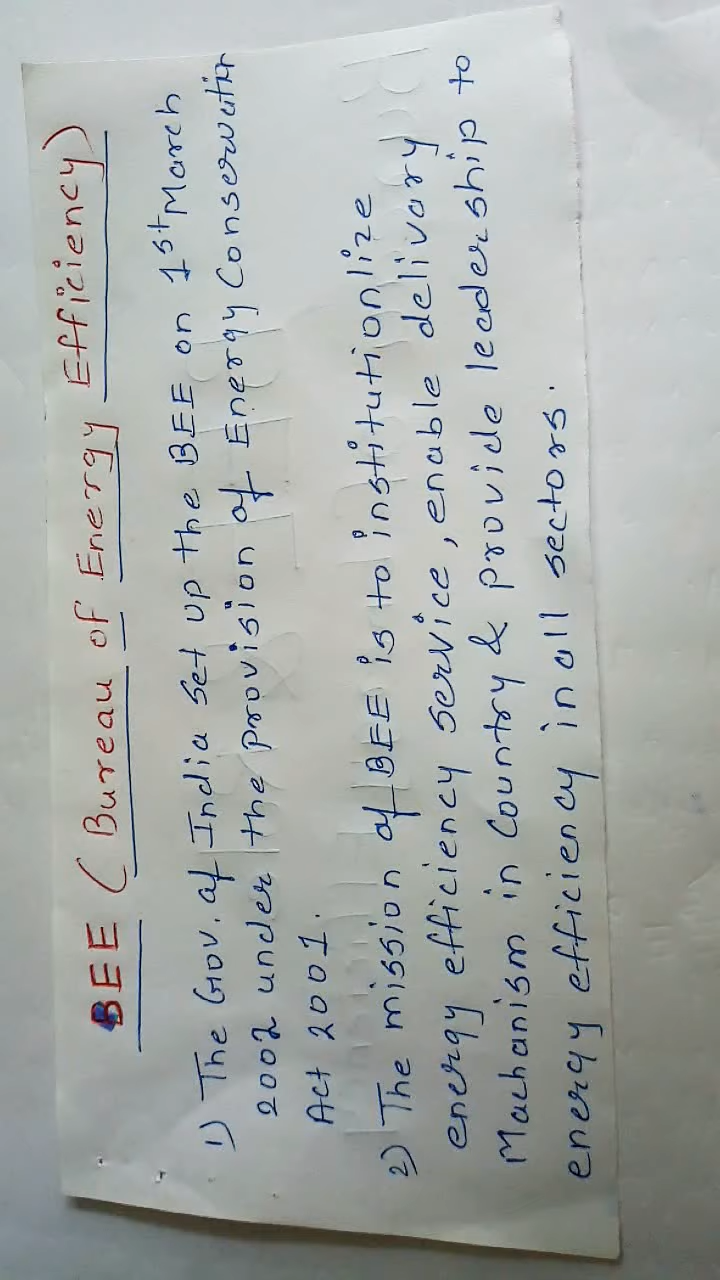 BEE (Bureau of Energy Efficiency)
1) The Gov. of India set up the BEE on 1st March
2002 under the provision of Energy Conservation
Act 2001.
2) The mission of BEE is to institutionlize
energy efficiency service, enable delivary
Machanism in country & provide leadership to
energy efficiency in all sectors.